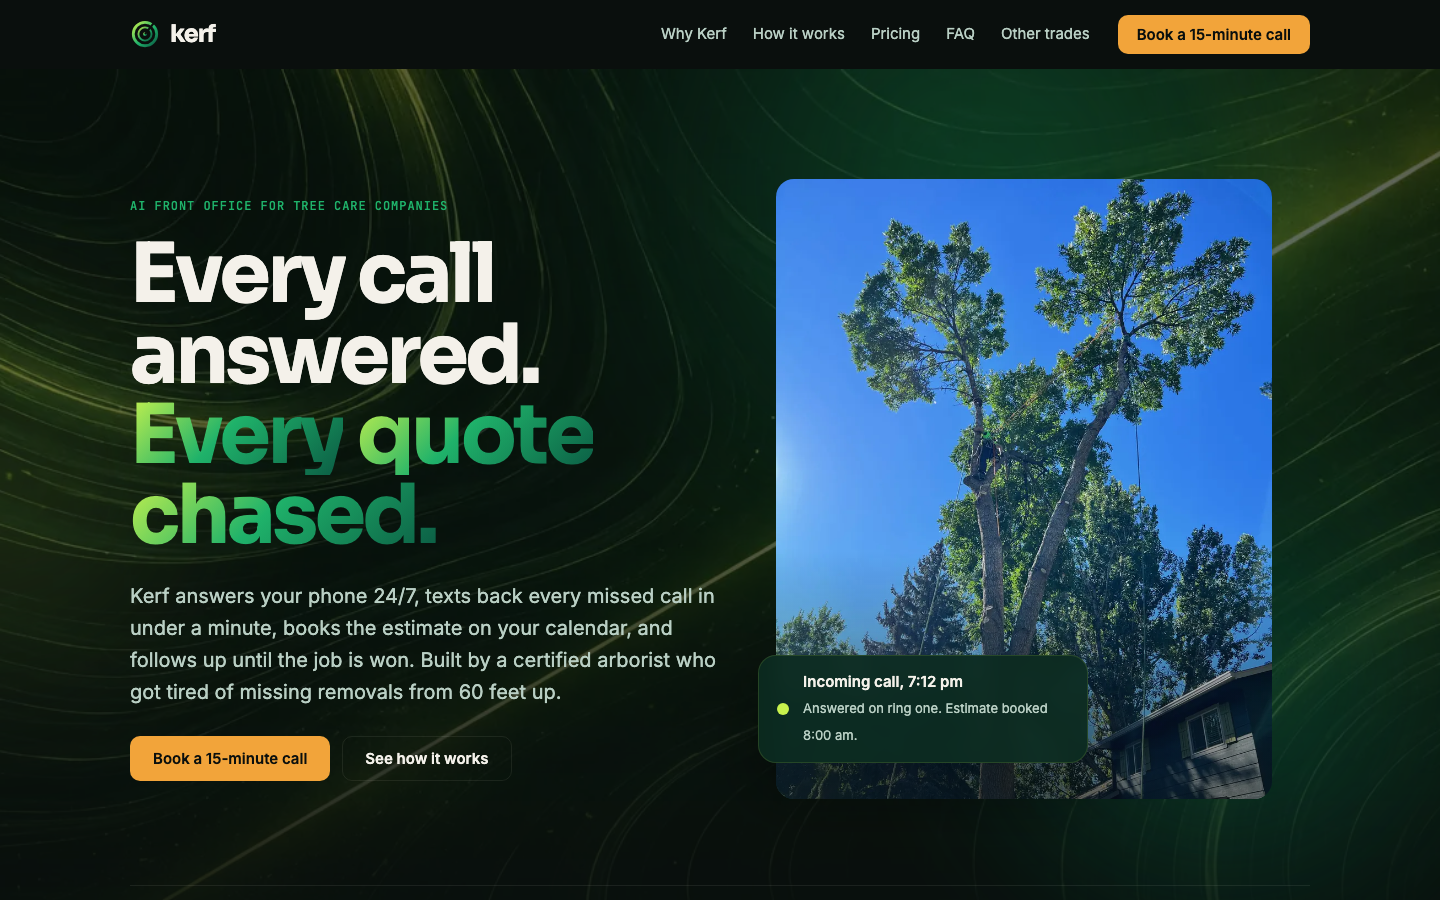 kerf
Why Kerf
How it works
Pricing
FAQ
Other trades
Book a 15-minute call
AI FRONT OFFICE FOR TREE CARE COMPANIES
Every call
answered.
Every quote
chased.
Kerf answers your phone 24/7, texts back every missed call in
under a minute, books the estimate on your calendar, and
follows up until the job is won. Built by a certified arborist who
got tired of missing removals from 60 feet up.
Book a 15-minute call
See how it works
Incoming call, 7:12 pm
Answered on ring one. Estimate booked
8:00 am.